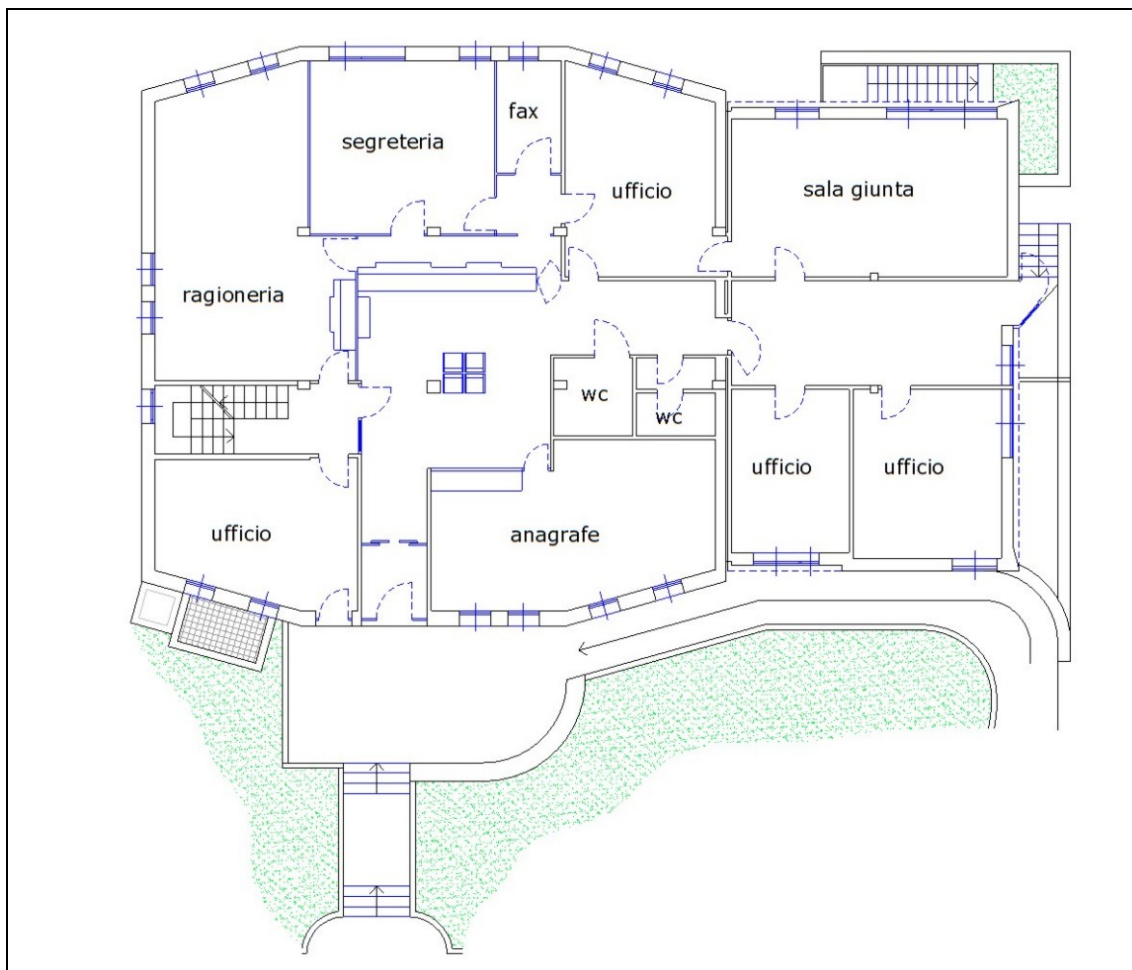 fax
segreteria
ufficio
sala giunta
ragioneria
wc
wc
ufficio
ufficio
ufficio
anagrafe